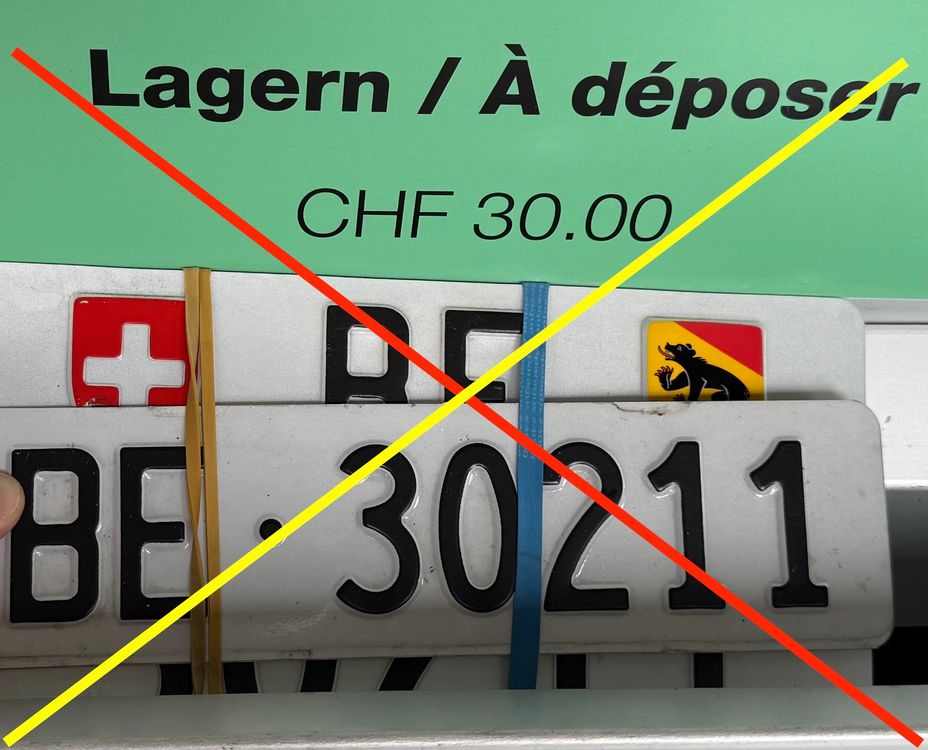 Lagern / À déposer
CHF 30.00
BE
BE · 30211